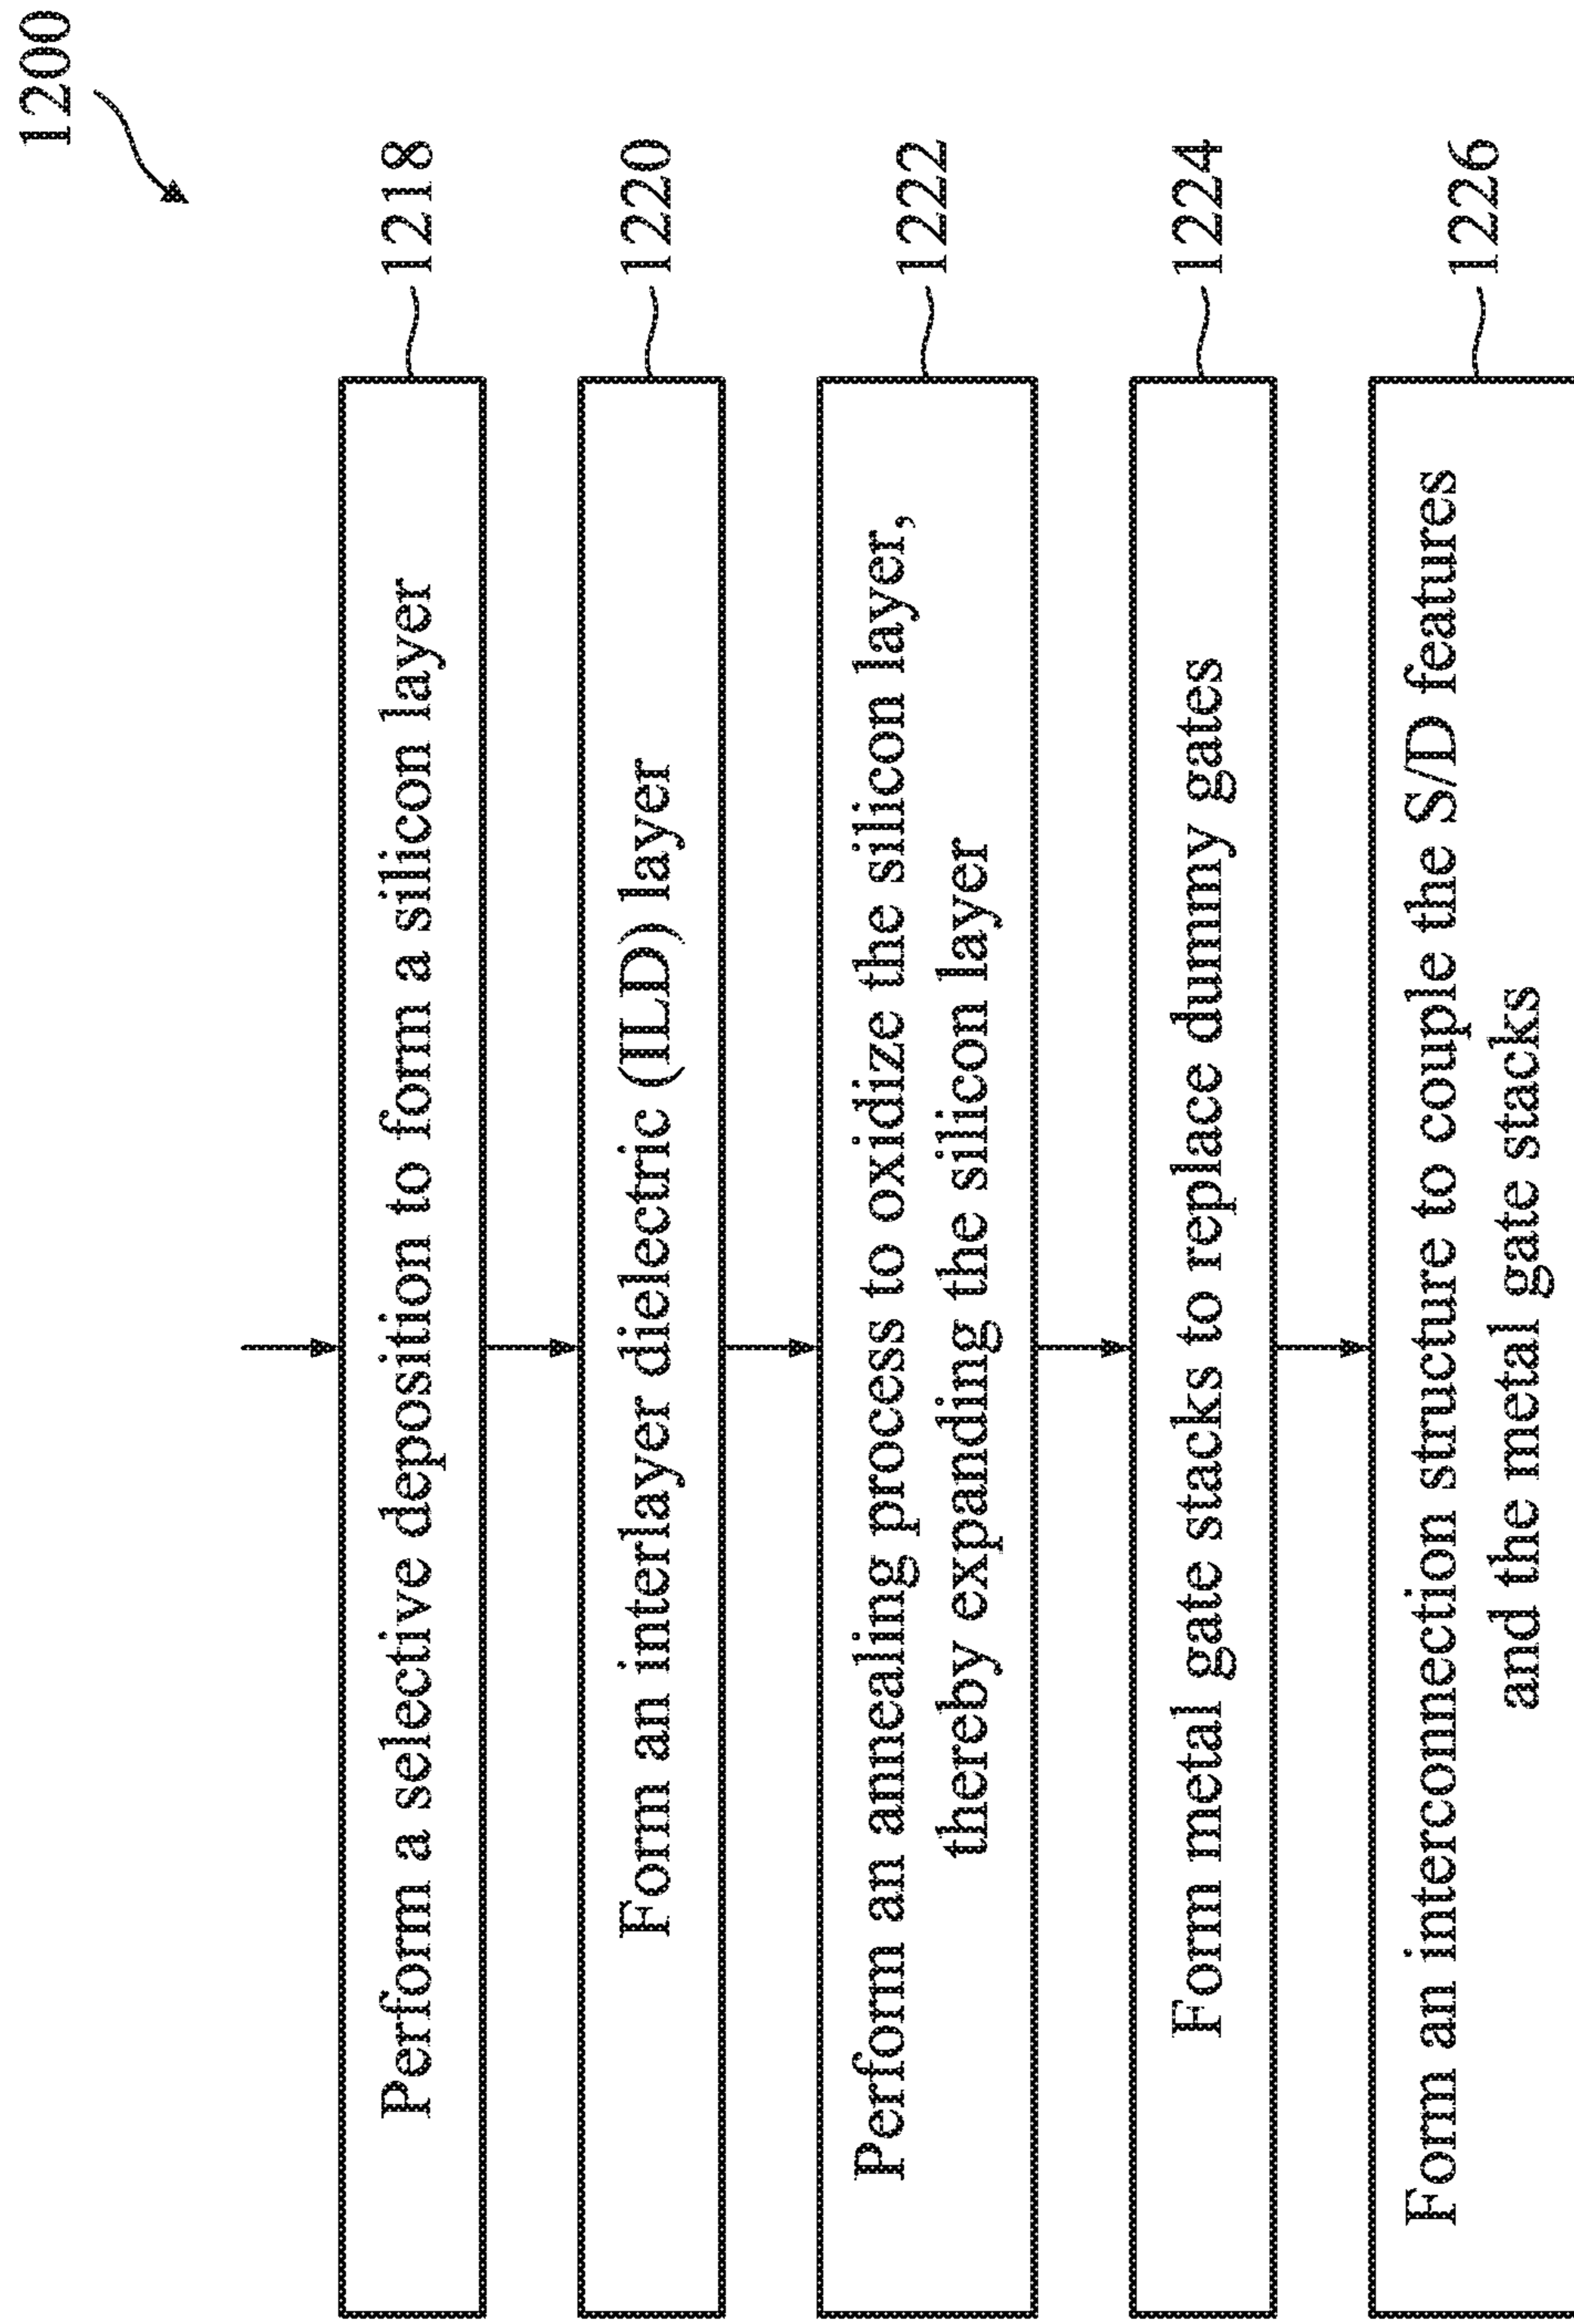 1200
Perform a selective deposition to form a silicon layer
1218
Form an interlayer dielectric (ILD) layer
1220
Perform an annealing process to oxidize the silicon layer,
thereby expanding the silicon layer
1222
Form metal gate stacks to replace dummy gates
1224
Form an interconnection structure to couple the S/D features
and the metal gate stacks
1226